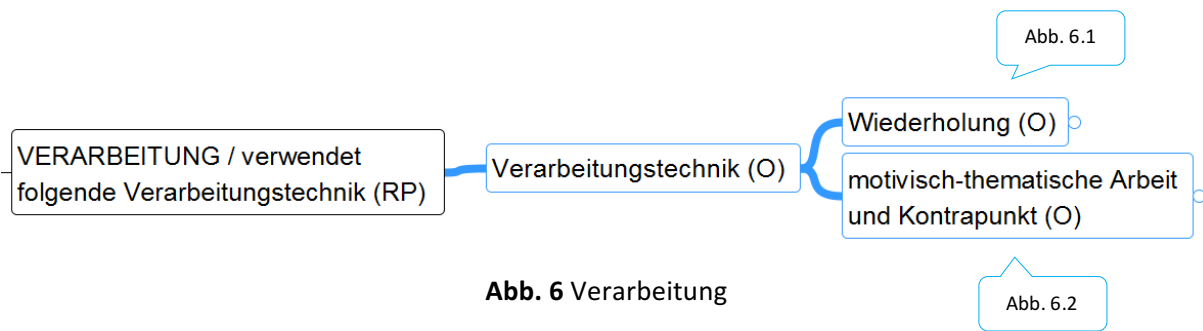 Abb. 6.1
Wiederholung (O)
VERARBEITUNG / verwendet
folgende Verarbeitungstechnik (RP)
Verarbeitungstechnik (O)
motivisch-thematische Arbeit
und Kontrapunkt (O)
Abb. 6 Verarbeitung
Abb. 6.2